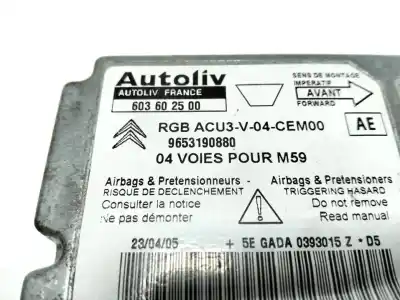 Autoliv
AUTOLIV FRANCE
603 60 25 00
SENS DE MONTAGE
IMPERATIF
AVANT
FORWARD
RGB ACU3-V-04-CEM00
AE
9653190880
04 VOIES POUR M59
Airbags & Pretensionneurs
RISQUE DE DECLENCHEMENT
Consulter la notice
Ne pas démonter
Airbags & Pretensioners
TRIGGERING HASARD
Do not remove
Read manual
23/04/05
+ 5E GADA 0393015 Z · D5